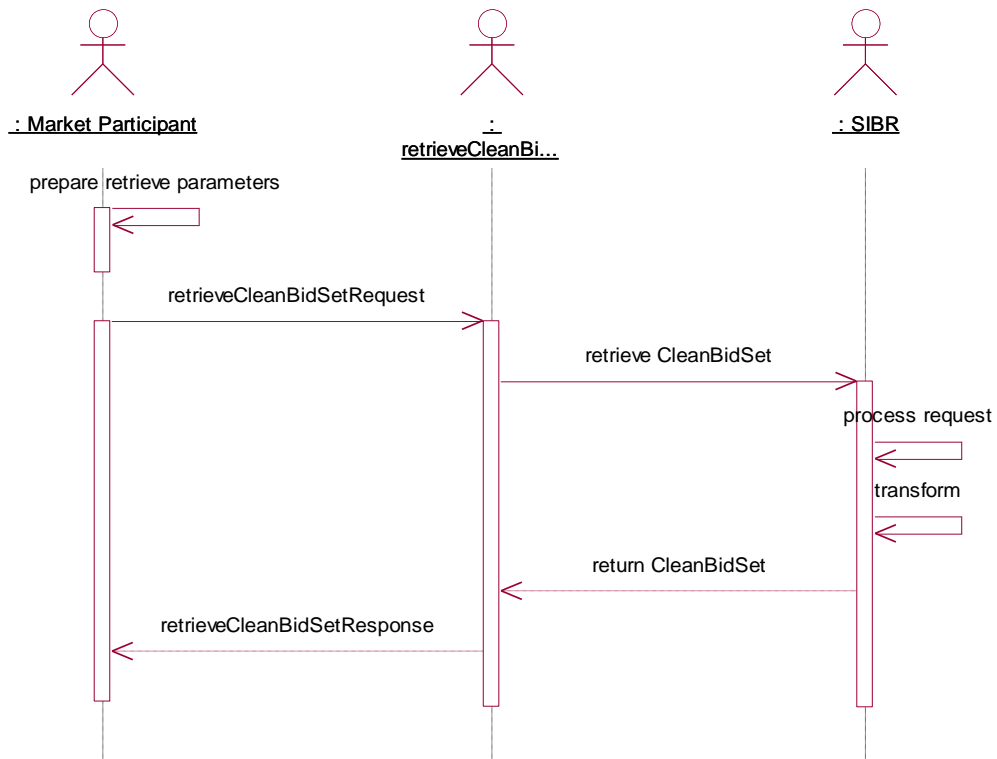 : Market Participant
:
retrieveCleanBi...
: SIBR
prepare retrieve parameters
retrieveCleanBidSetRequest
retrieve CleanBidSet
process request
transform
return CleanBidSet
retrieveCleanBidSetResponse